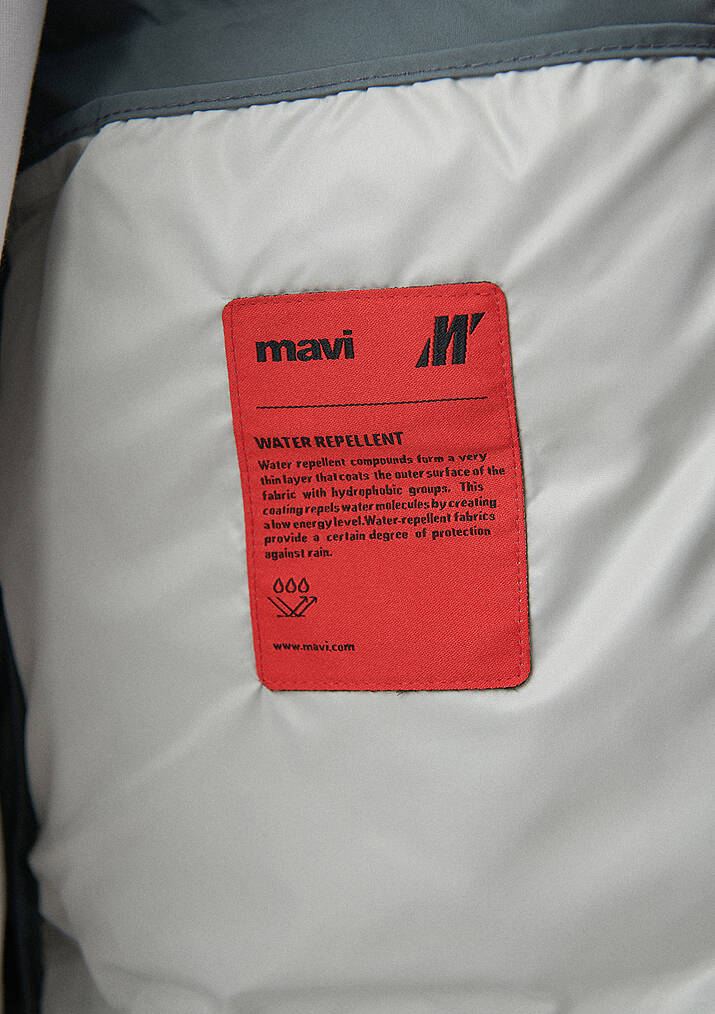 mavi M
WATER REPELLENT
Water repellent compounds form a very
thin layer that coats the outer surface of the
fabric with hydrophobic groups. This
coating repels water molecules by creating
a low energy level.Water-repellent fabrics
provide a certain degree of protection
against rain.
www.mavi.com